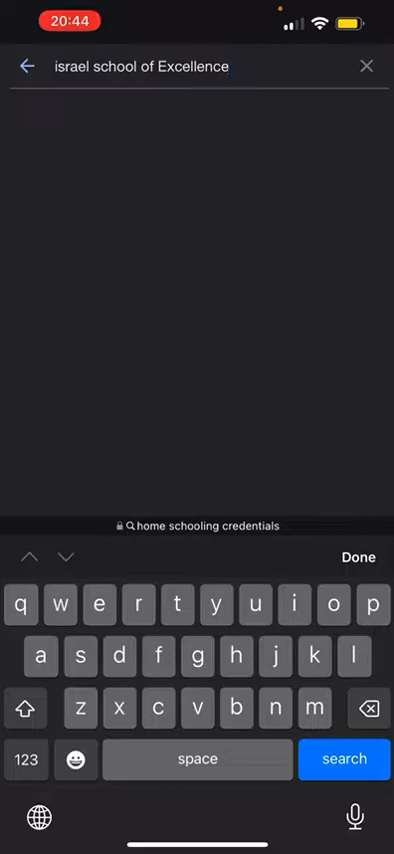 20:44
israel school of Excellence
home schooling credentials
Done
q w e r t y u i o p
a s d f g h j k l
z x c v b n m
123 space search